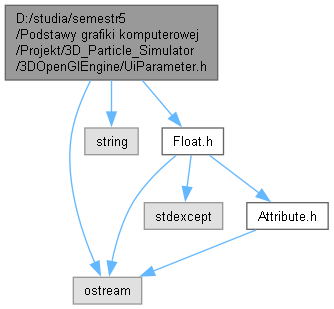 D:/studia/semestr5
/Podstawy grafiki komputerowej
/Projekt/3D_Particle_Simulator
/3DOpenGlEngine/UiParameter.h
string
Float.h
stdexcept
Attribute.h
ostream